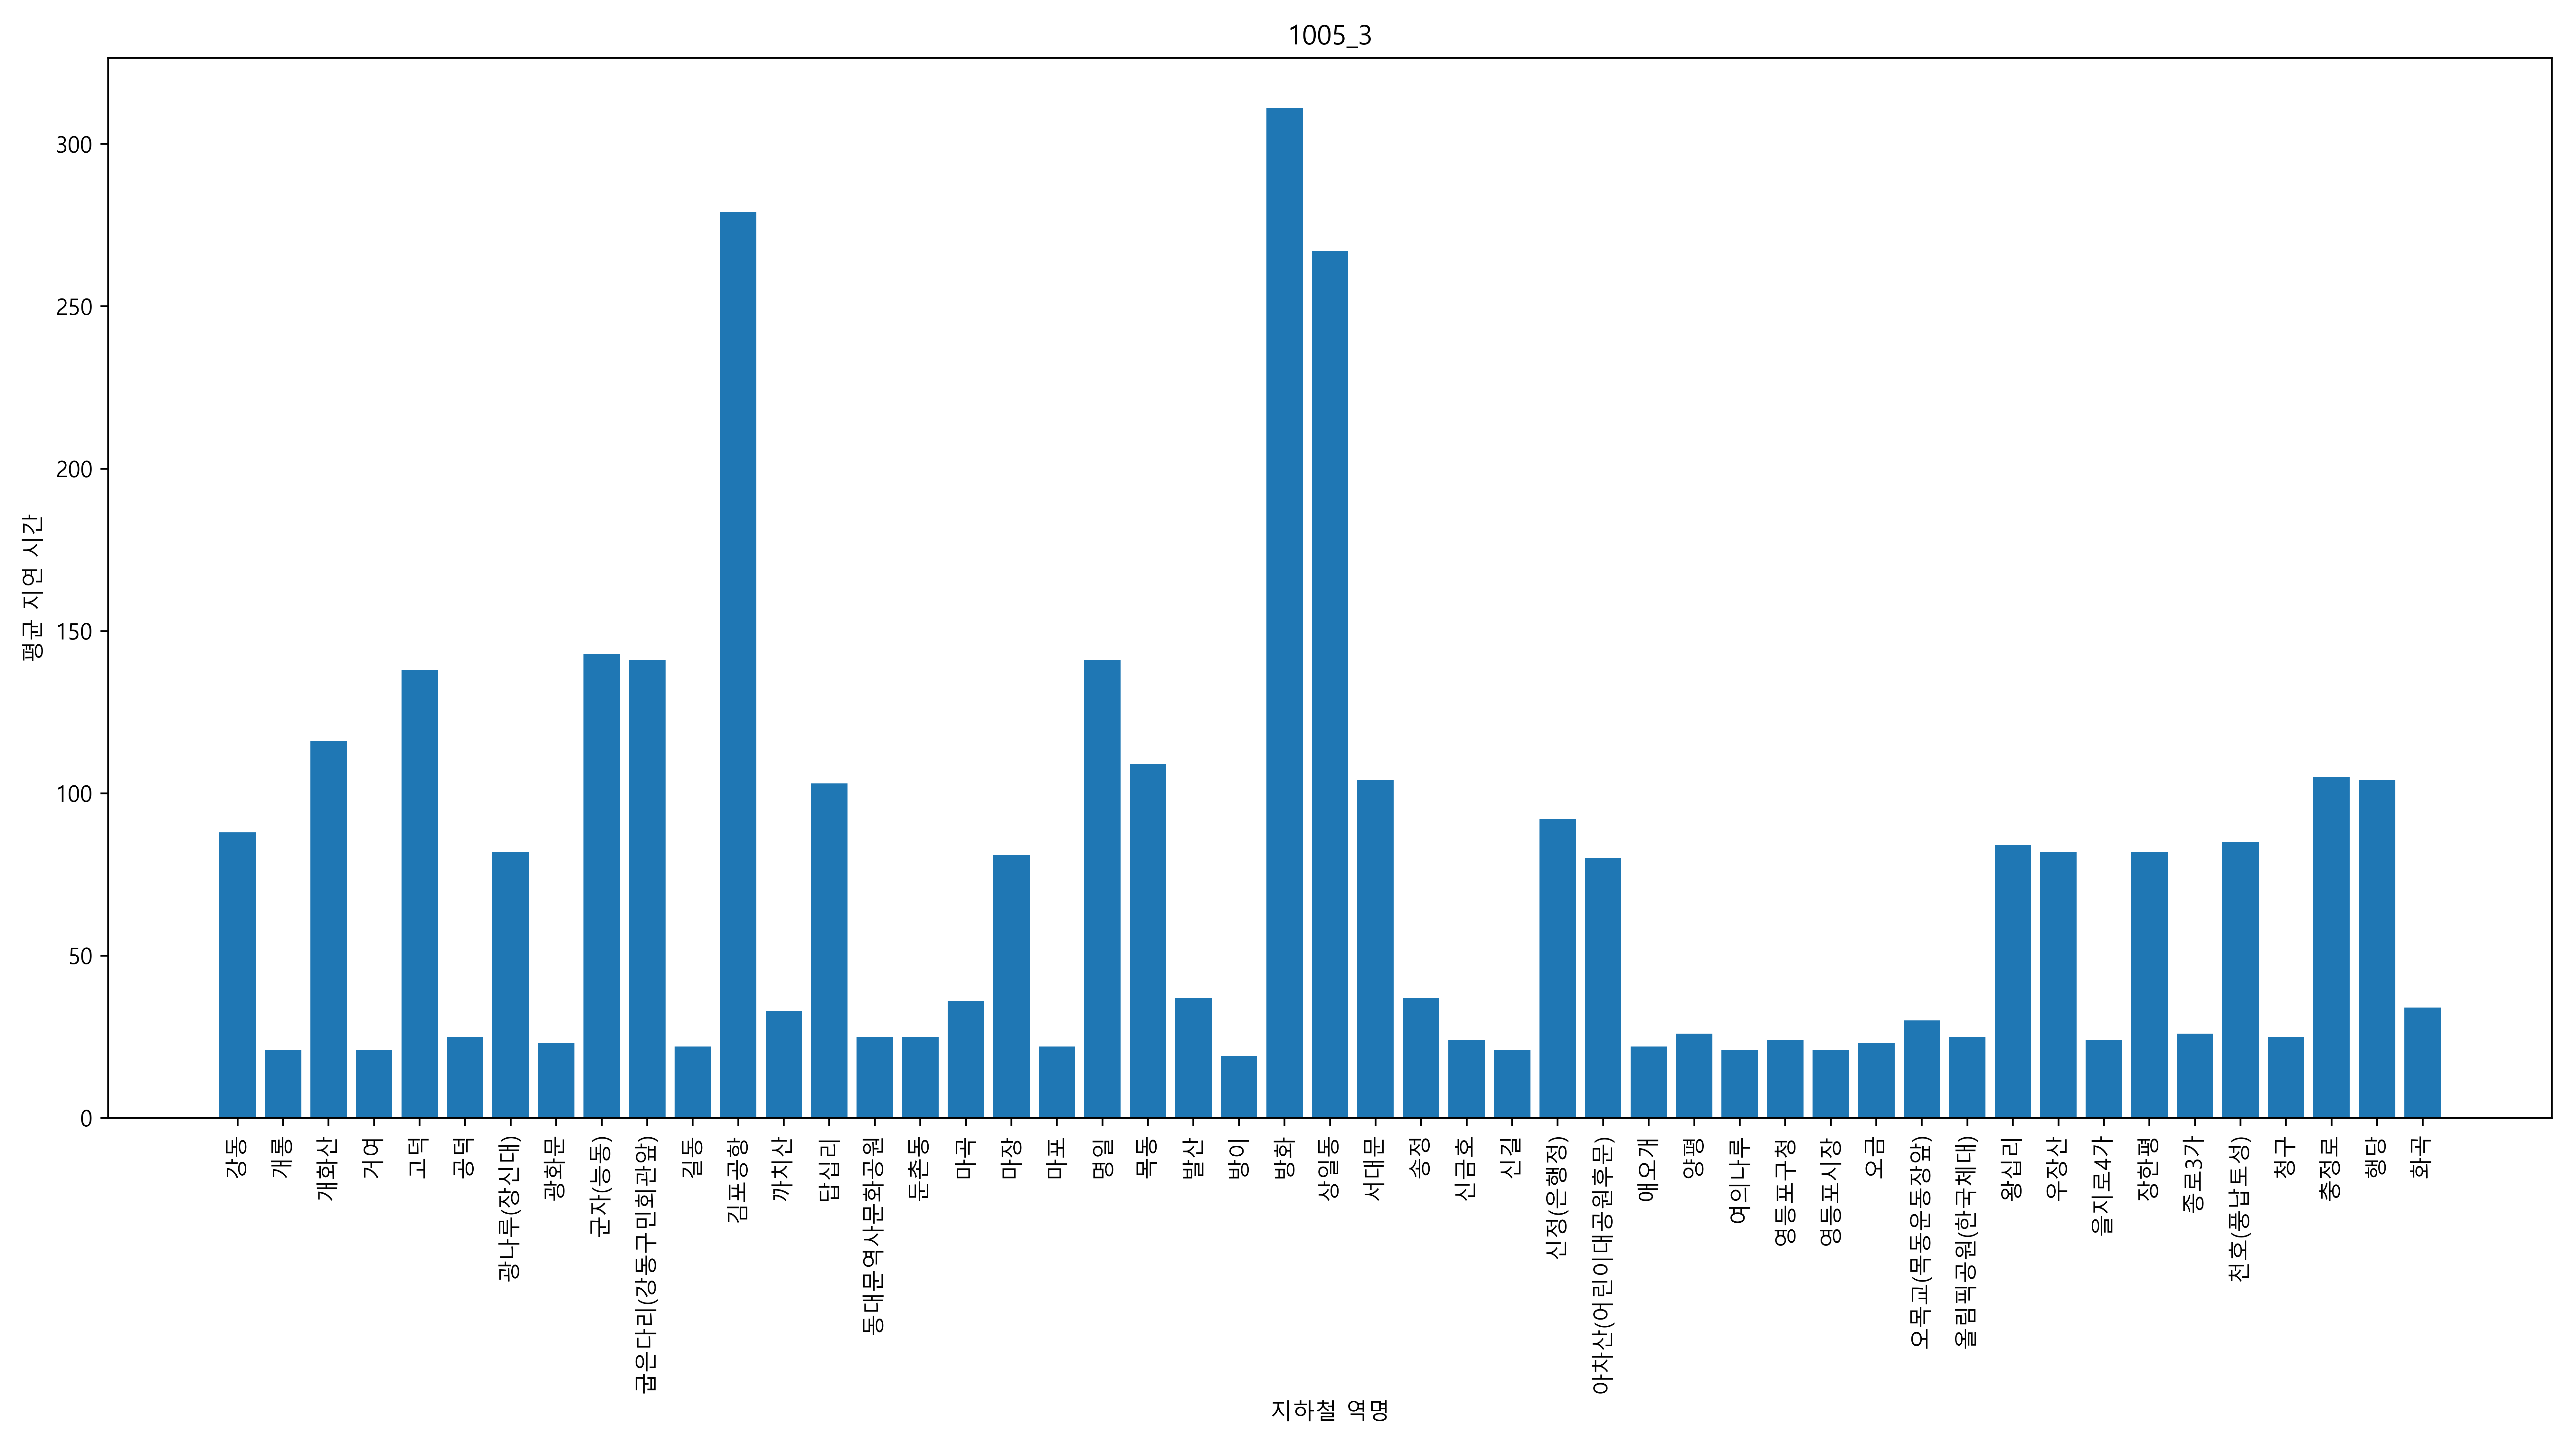 1005_3
평균 지연 시간
300
250
200
150
100
50
0
강동
개롱
개화산
거여
고덕
공덕
광나루(장신대)
광화문
군자(능동)
굽은다리(강동구민회관앞)
길동
김포공항
까치산
답십리
동대문역사문화공원
둔촌동
마곡
마장
마포
명일
목동
발산
방이
방화
상일동
서대문
송정
신금호
신길
신정(은행정)
아차산(어린이대공원후문)
애오개
양평
여의나루
영등포구청
영등포시장
오금
오목교(목동운동장앞)
올림픽공원(한국체대)
왕십리
우장산
을지로4가
장한평
종로3가
천호(풍납토성)
청구
충정로
행당
화곡
지하철 역명